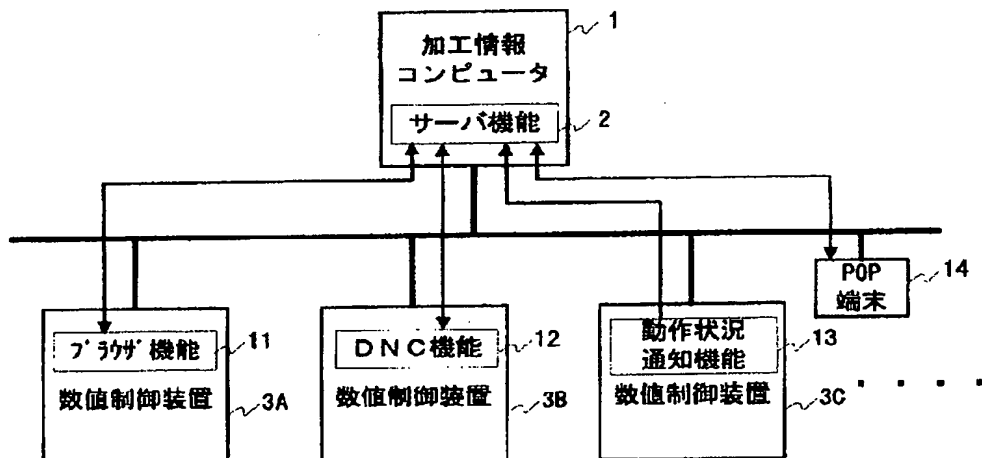 1
加工情報
コンピュータ
サーバ機能
2
POP
端末
14
ブラウザ機能
11
数値制御装置
3A
DNC機能
12
数値制御装置
3B
動作状況
通知機能
13
数値制御装置
3C